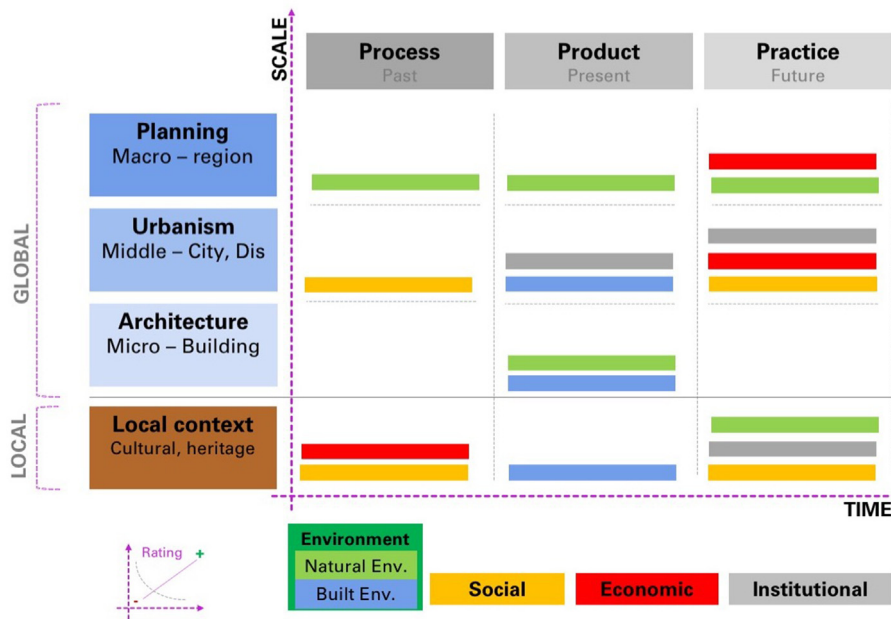 SCALE
Process
Past
Product
Present
Practice
Future
GLOBAL
Planning
Macro – region
Urbanism
Middle – City, Dis
Architecture
Micro – Building
LOCAL
Local context
Cultural, heritage
TIME
Rating
+
-
Environment
Natural Env.
Built Env.
Social
Economic
Institutional